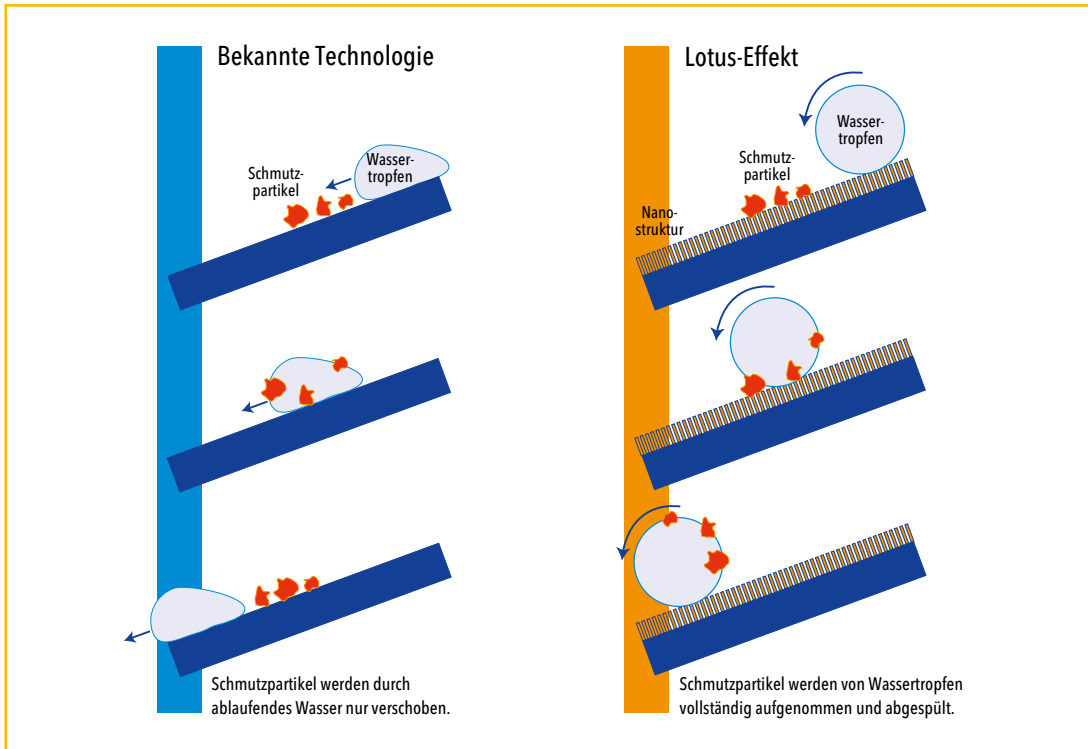 Bekannte Technologie
Schmutz-
partikel
Wasser-
tropfen
Schmutzpartikel werden durch
ablaufendes Wasser nur verschoben.
Lotus-Effekt
Wasser-
tropfen
Schmutz-
partikel
Nano-
struktur
Schmutzpartikel werden von Wassertropfen
vollständig aufgenommen und abgespült.